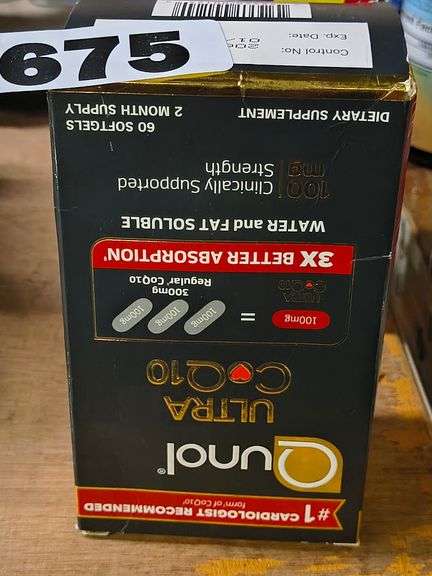 675
Control No:
Exp. Date:
#1 CARDIOLOGIST RECOMMENDED
form† of CoQ10
Qunol®
ULTRA
CoQ10
100mg
ULTRA
CoQ10
=
100mg
100mg
100mg
300mg
Regular CoQ10
3X BETTER ABSORPTION*
WATER and FAT SOLUBLE
100
mg
Clinically Supported
Strength
DIETARY SUPPLEMENT
60 SOFTGELS
2 MONTH SUPPLY